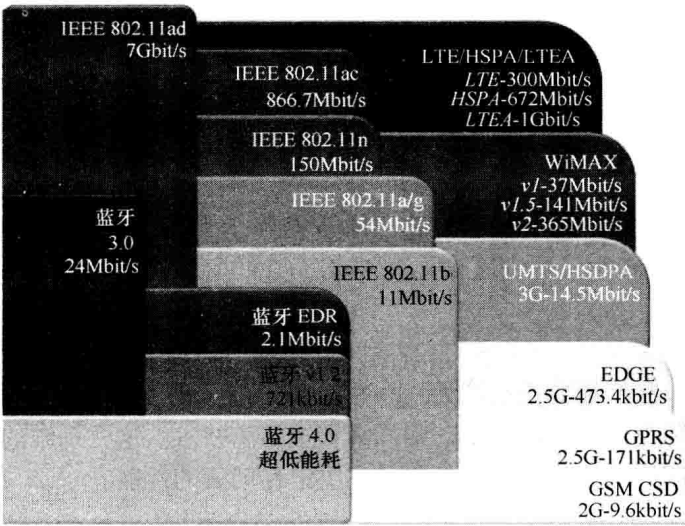 IEEE 802.11ad
7Gbit/s
LTE/HSPA/LTEA
LTE-300Mbit/s
HSPA-672Mbit/s
LTEA-1Gbit/s
IEEE 802.11ac
866.7Mbit/s
IEEE 802.11n
150Mbit/s
WiMAX
v1-37Mbit/s
v1.5-141Mbit/s
v2-365Mbit/s
IEEE 802.11a/g
54Mbit/s
蓝牙
3.0
24Mbit/s
IEEE 802.11b
11Mbit/s
UMTS/HSDPA
3G-14.5Mbit/s
蓝牙 EDR
2.1Mbit/s
蓝牙 v1.2
721kbit/s
EDGE
2.5G-473.4kbit/s
蓝牙 4.0
超低能耗
GPRS
2.5G-171kbit/s
GSM CSD
2G-9.6kbit/s